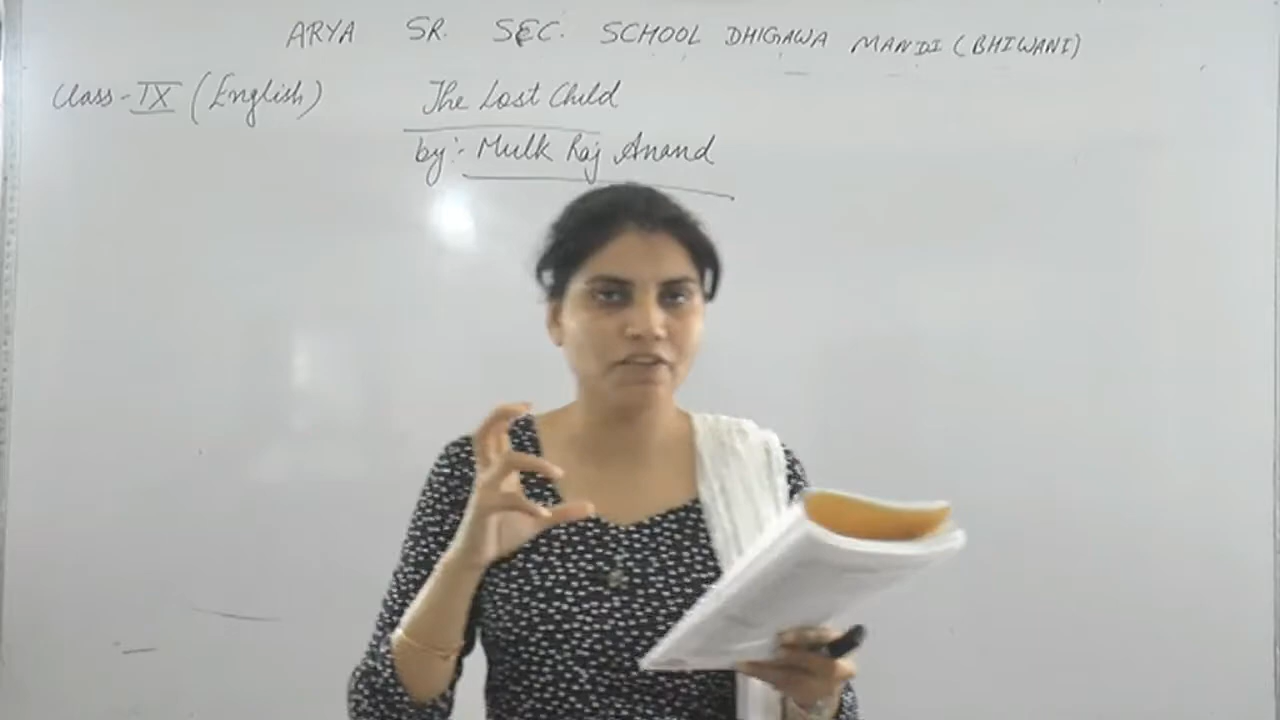 ARYA SR. SEC. SCHOOL DHIGAWA MANDI (BHIWANI)
Class - IX (English)
The Lost Child
by:- Mulk Raj Anand